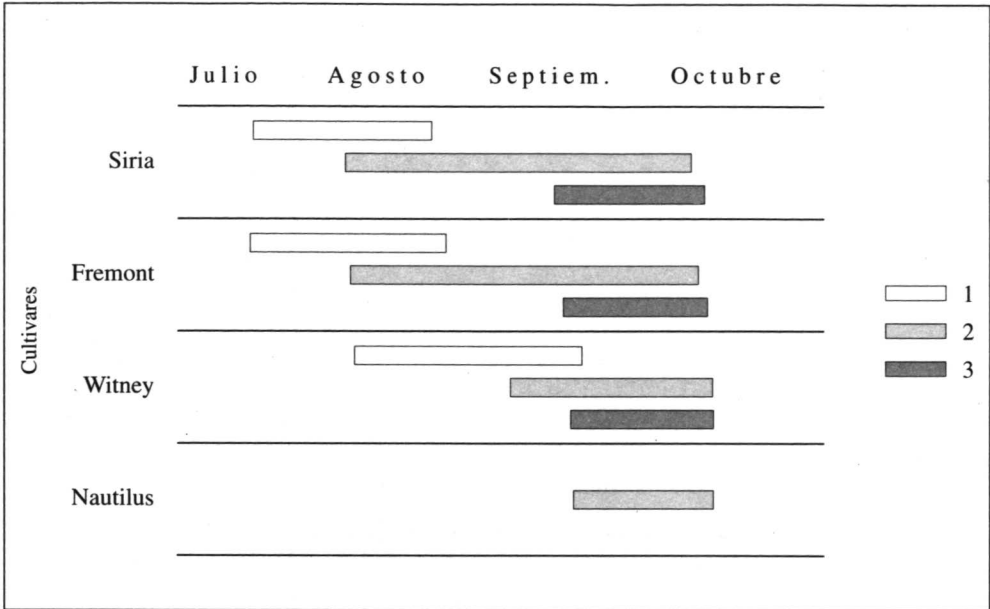 Julio Agosto Septiem. Octubre
Siria
Fremont
Witney
Nautilus
Cultivares
1
2
3